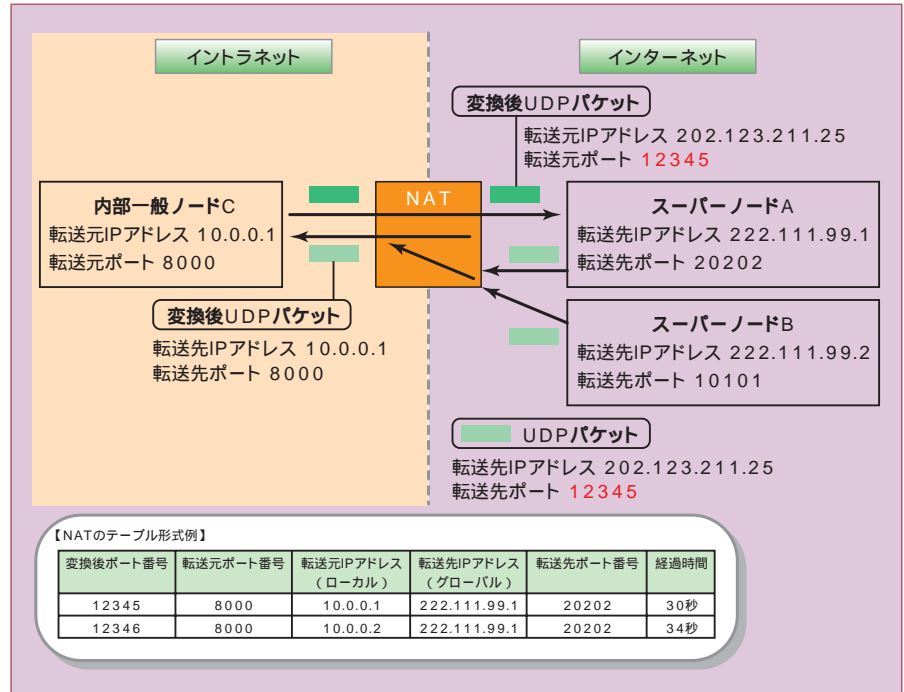 イントラネット
インターネット
変換後UDPパケット
転送元IPアドレス 202.123.211.25
転送元ポート 12345
内部一般ノードC
転送元IPアドレス 10.0.0.1
転送元ポート 8000
NAT
スーパーノードA
転送先IPアドレス 222.111.99.1
転送先ポート 20202
変換後UDPパケット
転送先IPアドレス 10.0.0.1
転送先ポート 8000
スーパーノードB
転送先IPアドレス 222.111.99.2
転送先ポート 10101
UDPパケット
転送先IPアドレス 202.123.211.25
転送先ポート 12345
【NATのテーブル形式例】
変換後ポート番号 転送元ポート番号 転送元IPアドレス 転送先IPアドレス 転送先ポート番号 経過時間
(ローカル) (グローバル)
12345 8000 10.0.0.1 222.111.99.1 20202 30秒
12346 8000 10.0.0.2 222.111.99.1 20202 34秒